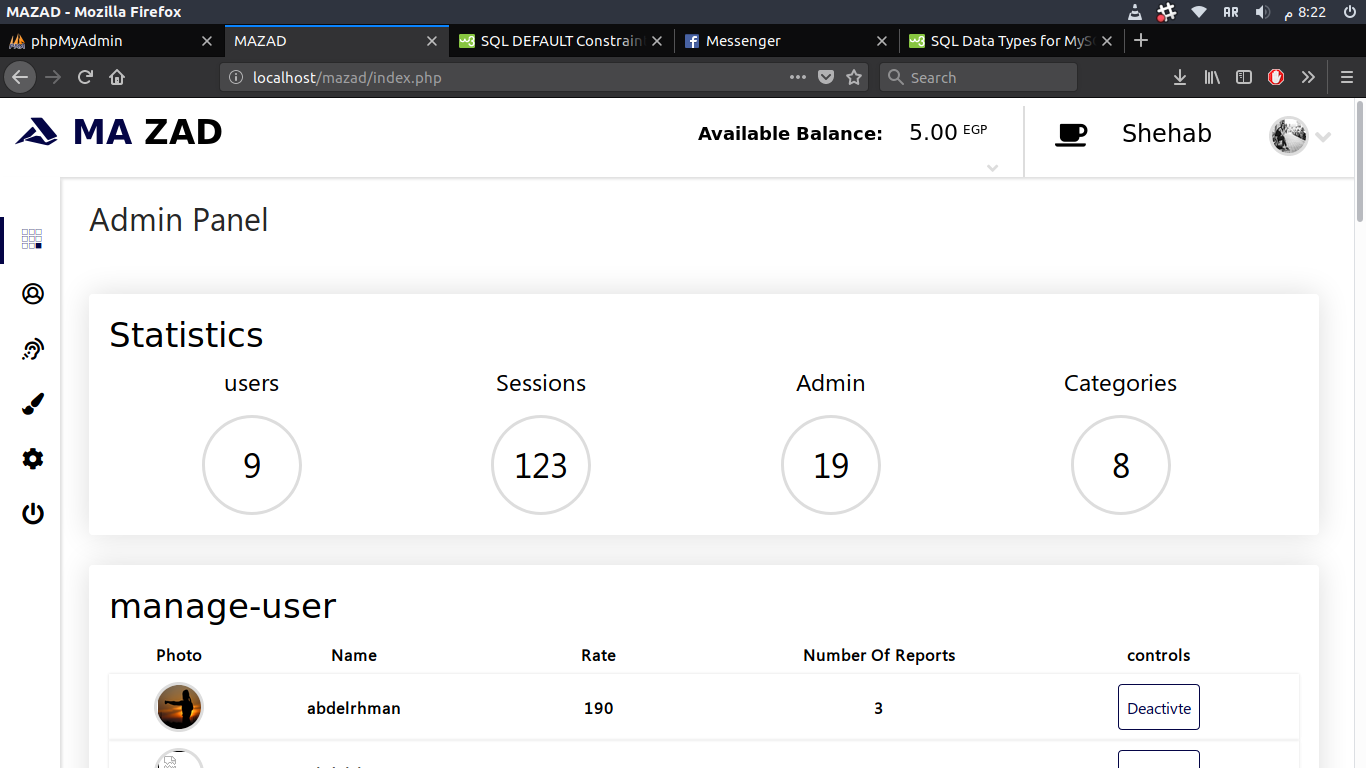 MAZAD - Mozilla Firefox
AR
8:22 م
phpMyAdmin
MAZAD
SQL DEFAULT Constrain
Messenger
SQL Data Types for MyS
localhost/mazad/index.php
Search
MA ZAD
Available Balance: 5.00 EGP
Shehab
Admin Panel
Statistics
users Sessions Admin Categories
9 123 19 8
manage-user
Photo Name Rate Number Of Reports controls
abdelrhman 190 3 Deactivte